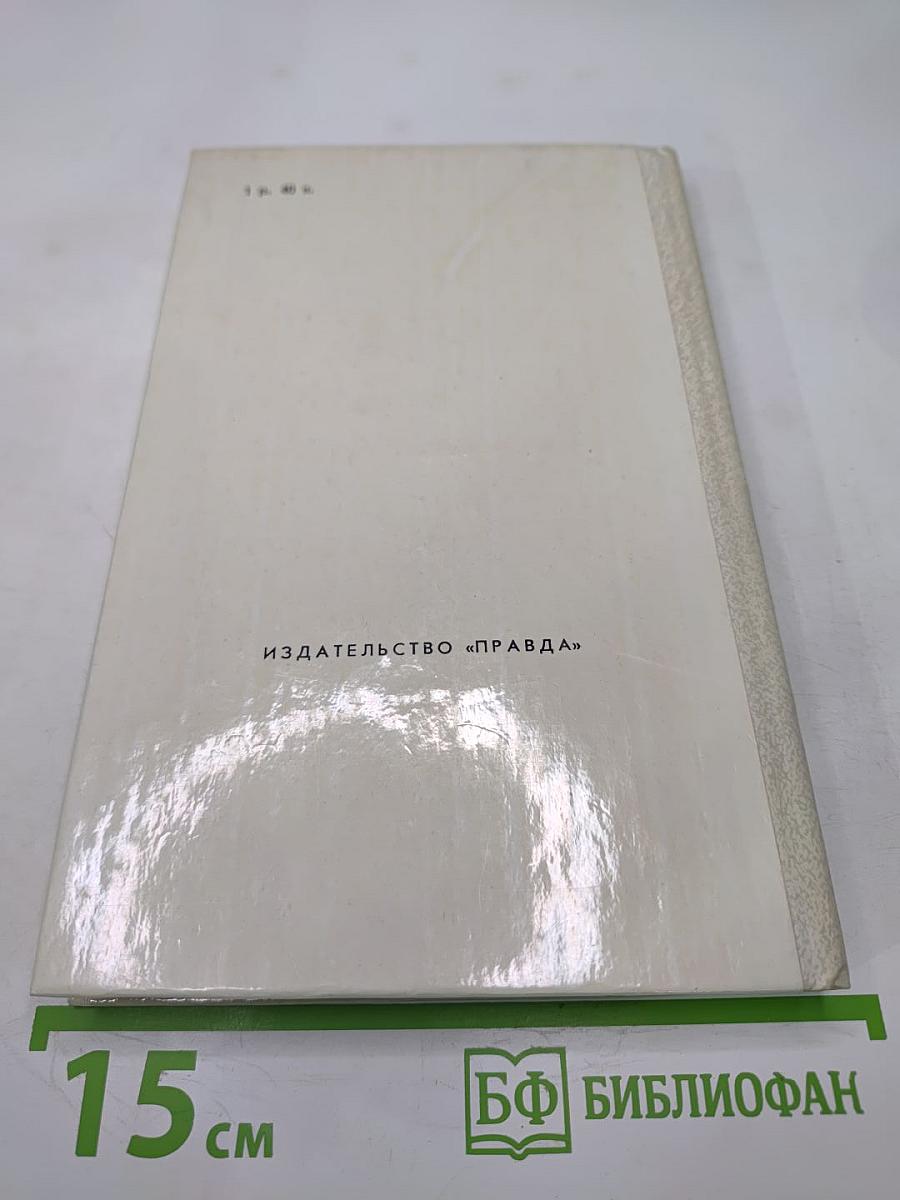 1 р. 40 к.
ИЗДАТЕЛЬСТВО «ПРАВДА»
15 см
БФ БИБЛИОФАН